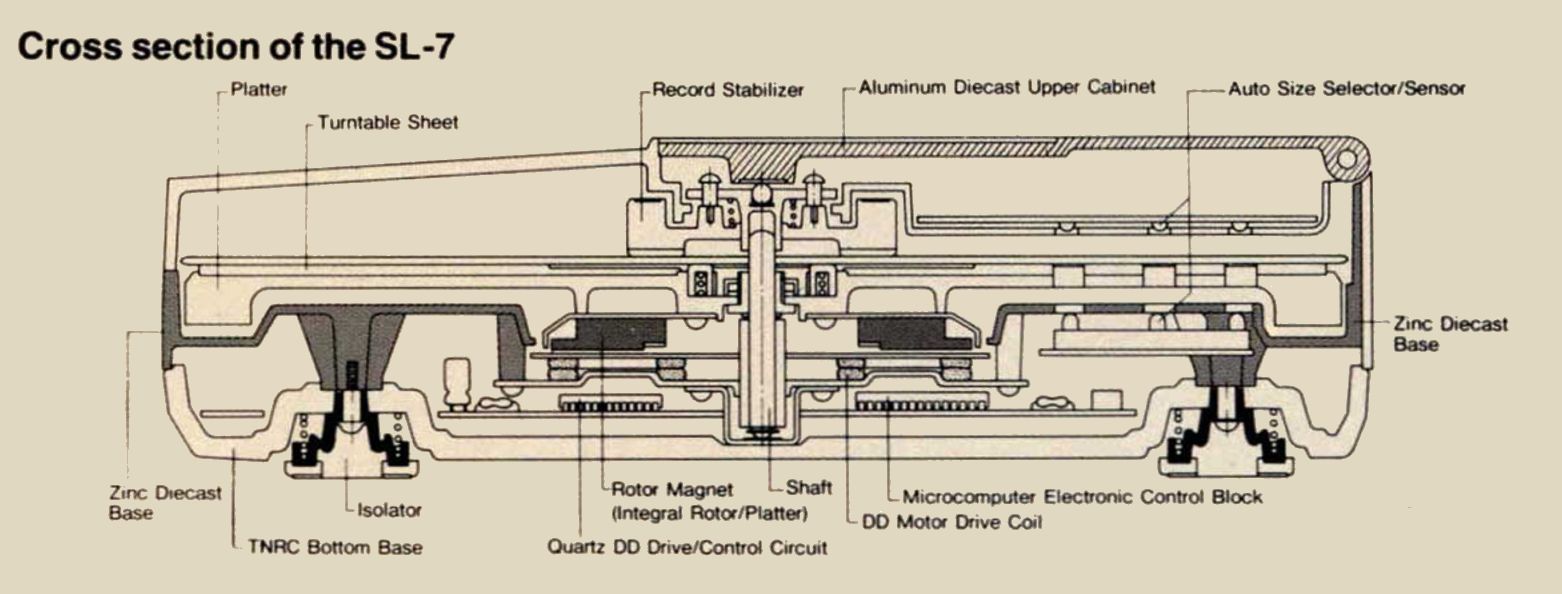 Cross section of the SL-7
Platter
Record Stabilizer
Aluminum Diecast Upper Cabinet
Auto Size Selector/Sensor
Turntable Sheet
Zinc Diecast
Base
Zinc Diecast
Base
Isolator
TNRC Bottom Base
Rotor Magnet
(Integral Rotor/Platter)
Shaft
Microcomputer Electronic Control Block
DD Motor Drive Coil
Quartz DD Drive/Control Circuit